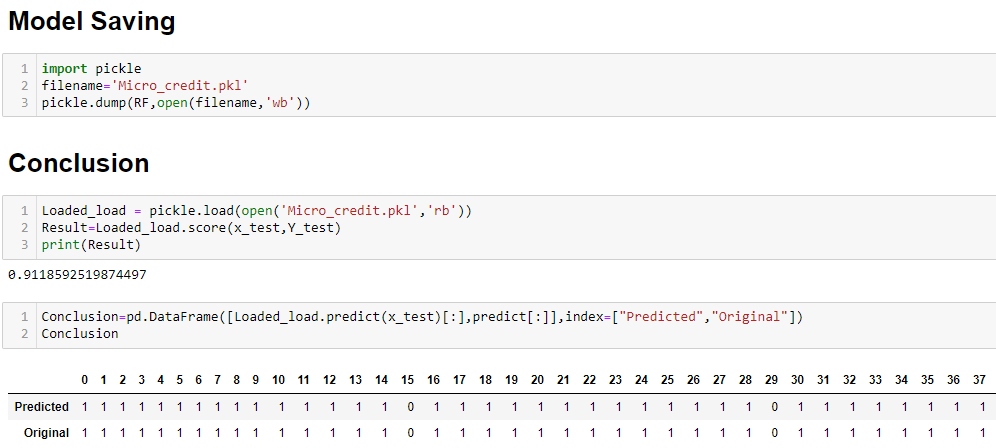 Model Saving
1 import pickle
2 filename='Micro_credit.pkl'
3 pickle.dump(RF,open(filename,'wb'))
Conclusion
1 Loaded_load = pickle.load(open('Micro_credit.pkl','rb'))
2 Result=Loaded_load.score(x_test,Y_test)
3 print(Result)
0.9118592519874497
1 Conclusion=pd.DataFrame([Loaded_load.predict(x_test)[:],predict[:]],index=["Predicted","Original"])
2 Conclusion
0 1 2 3 4 5 6 7 8 9 10 11 12 13 14 15 16 17 18 19 20 21 22 23 24 25 26 27 28 29 30 31 32 33 34 35 36 37
Predicted 1 1 1 1 1 1 1 1 1 1 1 1 1 1 1 0 1 1 1 1 1 1 1 1 1 1 1 1 1 0 1 1 1 1 1 1 1 1
Original 1 1 1 1 1 1 1 1 1 1 1 1 1 1 1 0 1 1 1 1 1 1 1 1 1 1 1 1 1 0 1 1 1 1 1 1 1 1